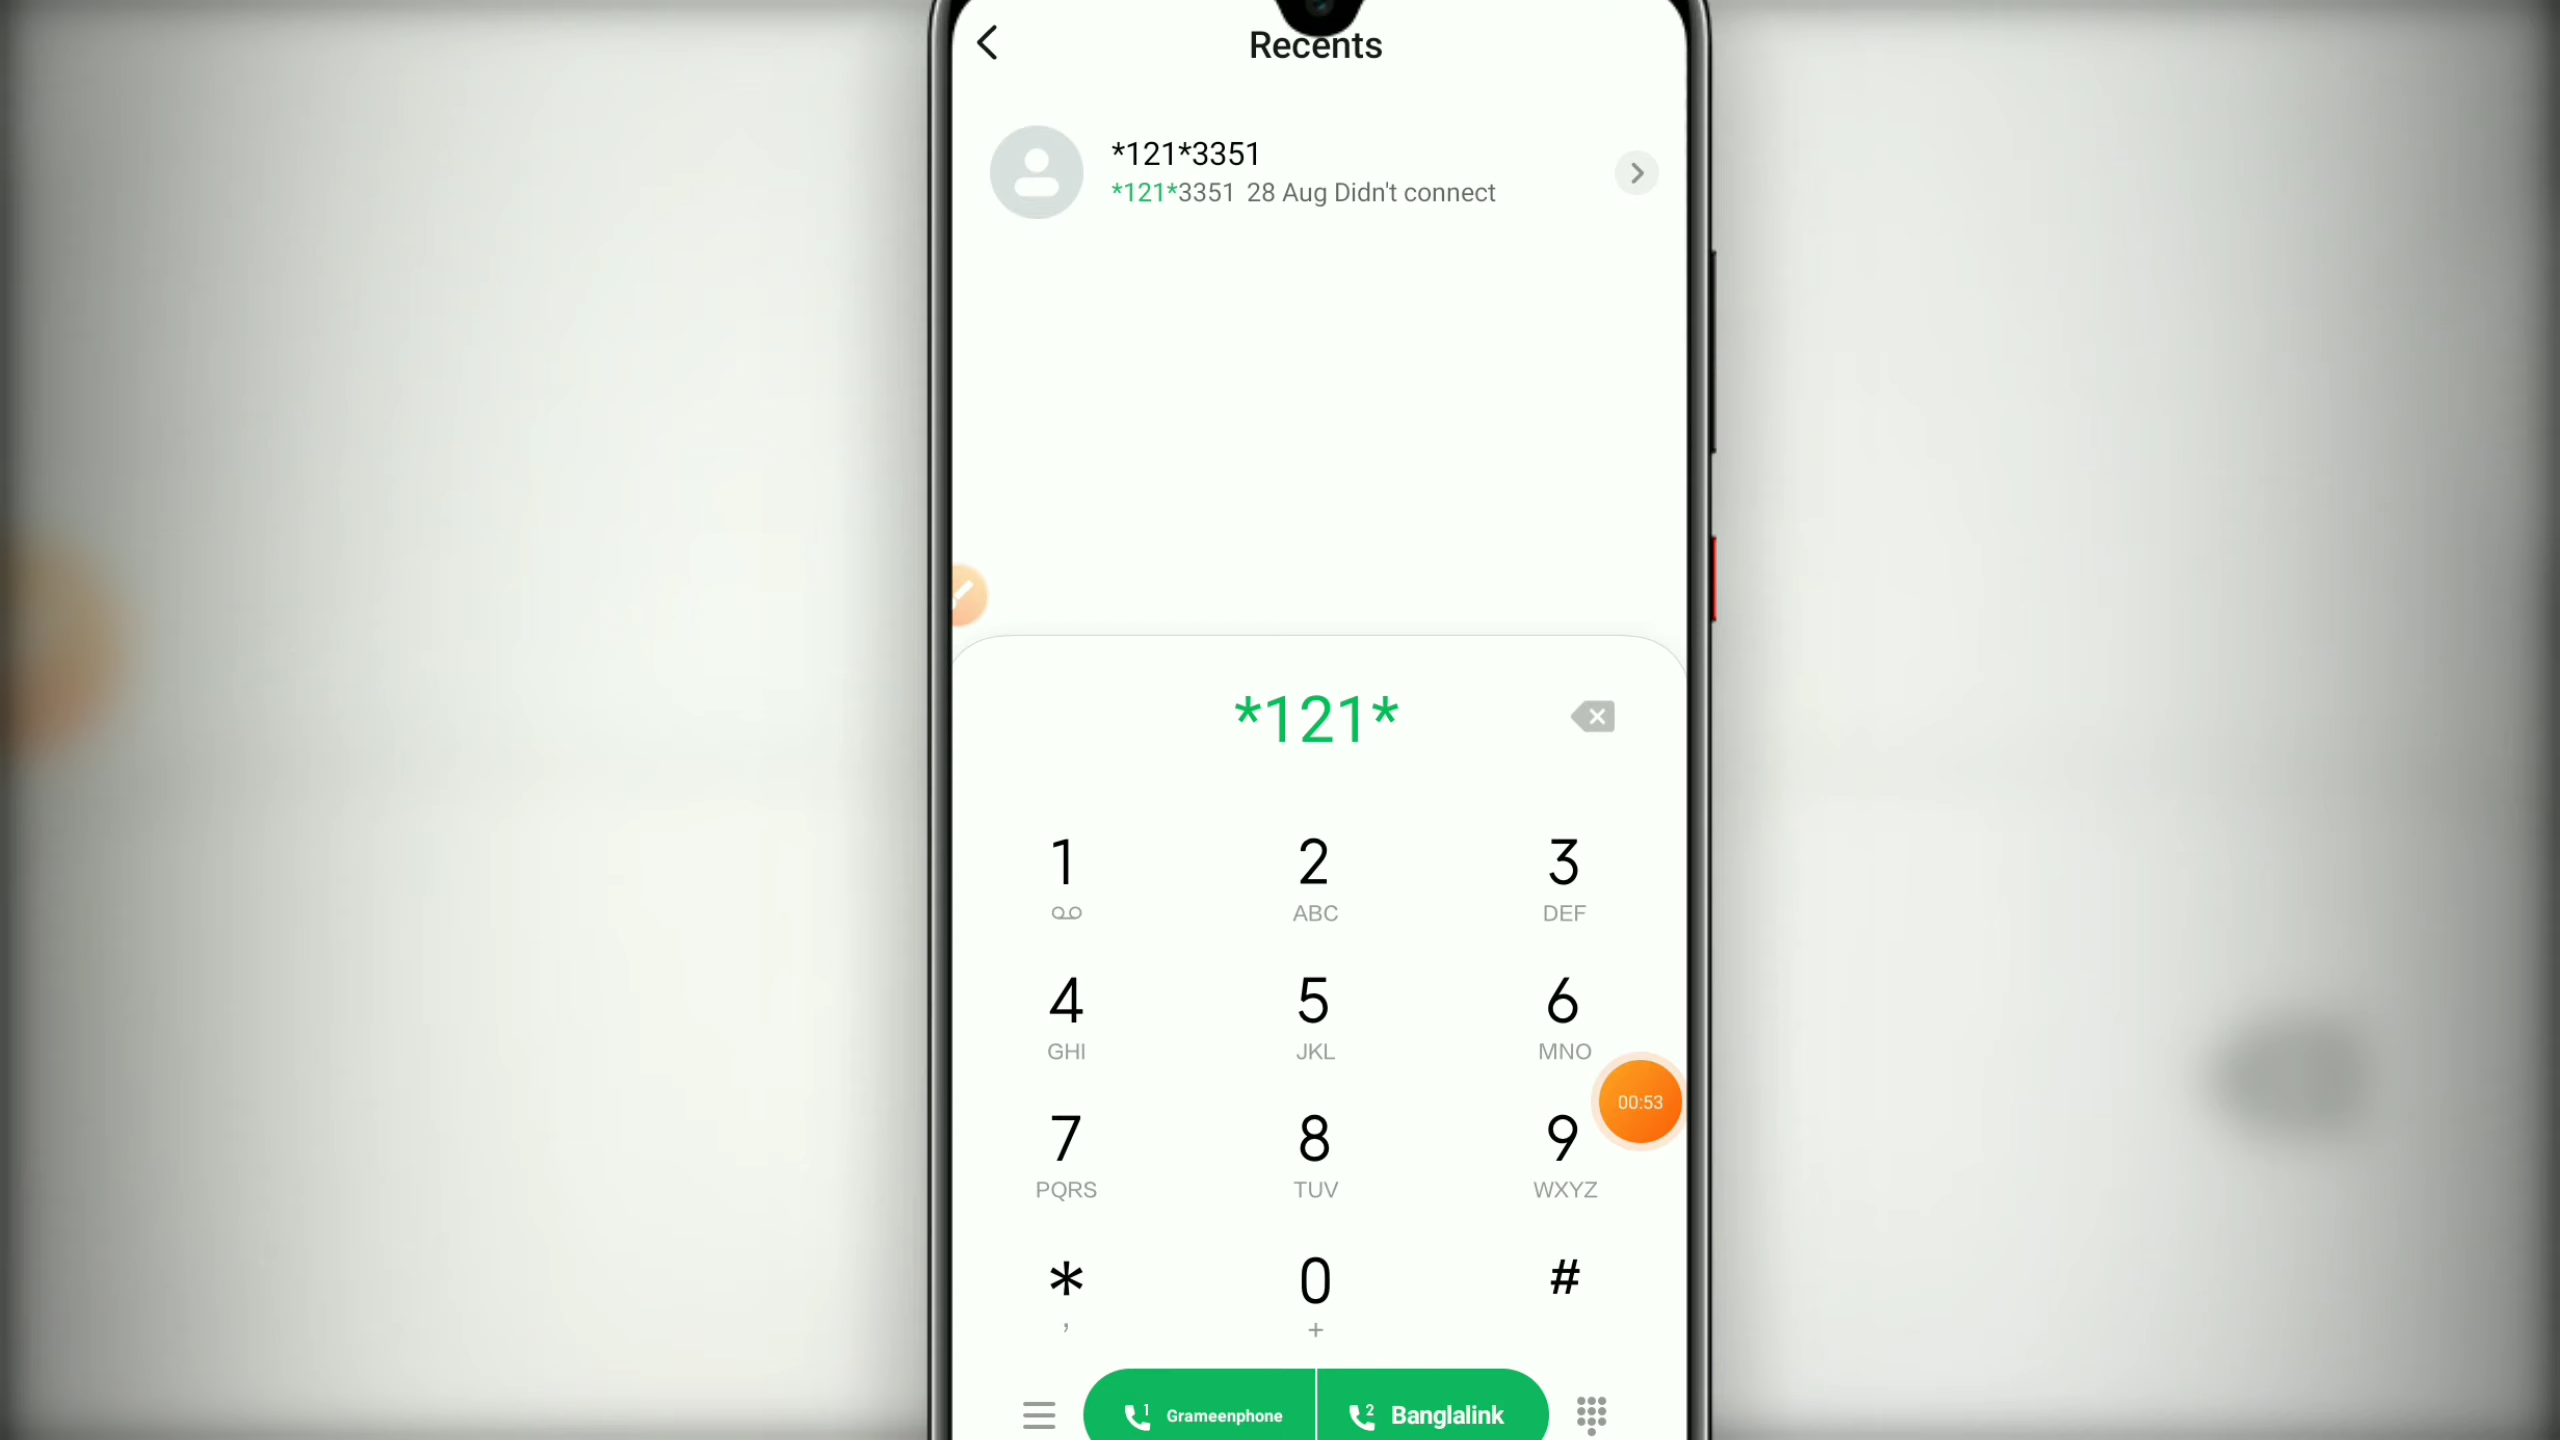 Recents
*121*3351
*121*3351 28 Aug Didn't connect
*121*
1 2 3
ABC DEF
4 5 6
GHI JKL MNO
00:53
7 8 9
PQRS TUV WXYZ
* 0 #
, +
1 Grameenphone 2 Banglalink